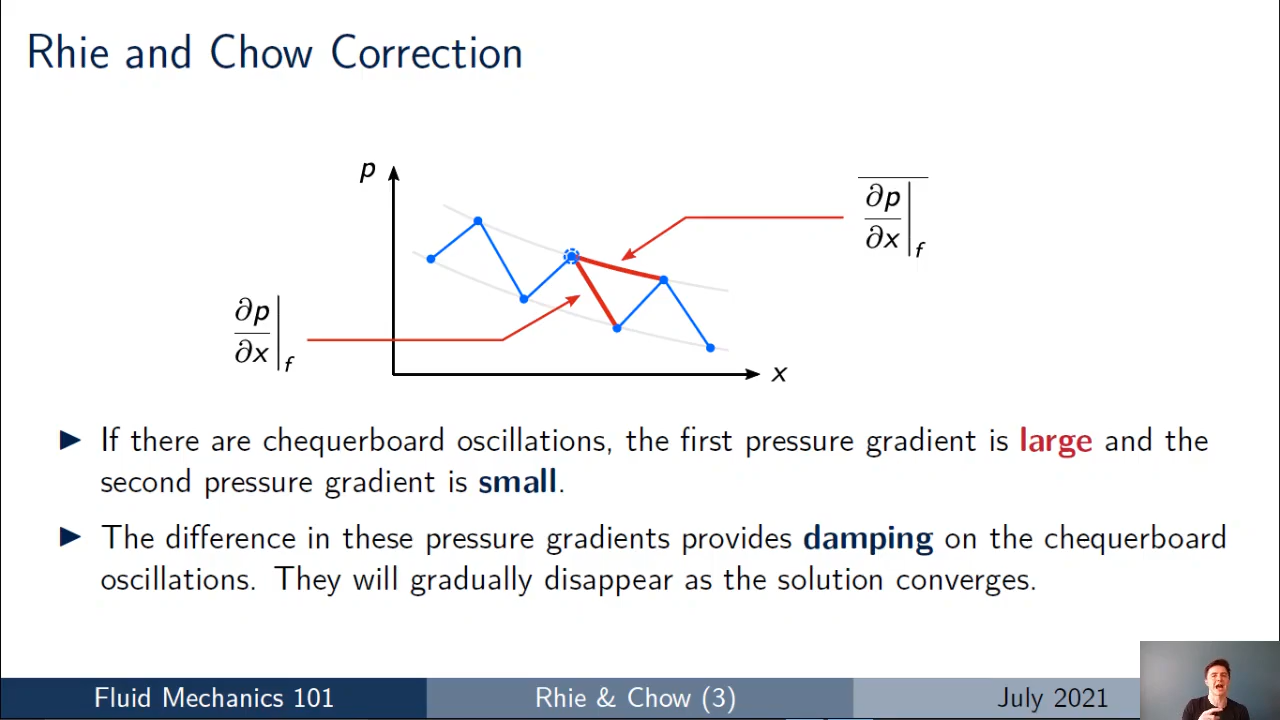 Rhie and Chow Correction
p
∂p
∂x
f
∂p
∂x
f
x
If there are chequerboard oscillations, the first pressure gradient is large and the
second pressure gradient is small.
The difference in these pressure gradients provides damping on the chequerboard
oscillations. They will gradually disappear as the solution converges.
Fluid Mechanics 101
Rhie & Chow (3)
July 2021